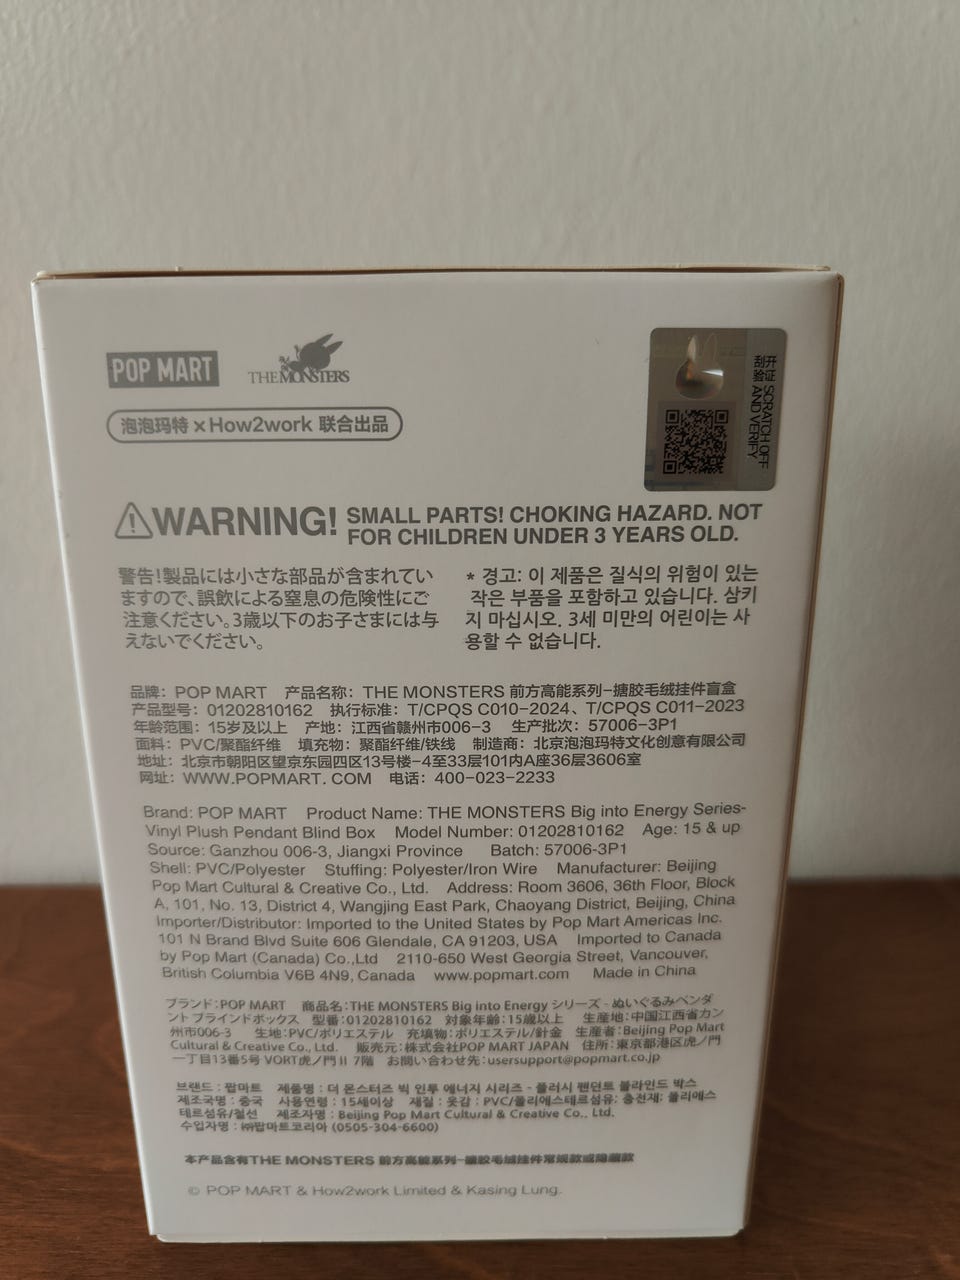 POP MART
THE MONSTERS
泡泡玛特 × How2work 联合出品
刮开验证 SCRATCH OFF AND VERIFY
WARNING! SMALL PARTS! CHOKING HAZARD. NOT
FOR CHILDREN UNDER 3 YEARS OLD.
警告!製品には小さな部品が含まれてい
ますので、誤飲による窒息の危険性にご
注意ください。3歳以下のお子さまには与
えないでください。
* 경고: 이 제품은 질식의 위험이 있는
작은 부품을 포함하고 있습니다. 삼키
지 마십시오. 3세 미만의 어린이는 사
용할 수 없습니다.
品牌: POP MART 产品名称: THE MONSTERS 前方高能系列-搪胶毛绒挂件盲盒
产品型号: 01202810162 执行标准: T/CPQS C010-2024、T/CPQS C011-2023
年龄范围: 15岁及以上 产地: 江西省赣州市006-3 生产批次: 57006-3P1
面料: PVC/聚酯纤维 填充物: 聚酯纤维/铁线 制造商: 北京泡泡玛特文化创意有限公司
地址: 北京市朝阳区望京东园四区13号楼-4至33层101内A座36层3606室
网址: WWW.POPMART.COM 电话: 400-023-2233
Brand: POP MART Product Name: THE MONSTERS Big into Energy Series-
Vinyl Plush Pendant Blind Box Model Number: 01202810162 Age: 15 & up
Source: Ganzhou 006-3, Jiangxi Province Batch: 57006-3P1
Shell: PVC/Polyester Stuffing: Polyester/Iron Wire Manufacturer: Beijing
Pop Mart Cultural & Creative Co., Ltd. Address: Room 3606, 36th Floor, Block
A, 101, No. 13, District 4, Wangjing East Park, Chaoyang District, Beijing, China
Importer/Distributor: Imported to the United States by Pop Mart Americas Inc.
101 N Brand Blvd Suite 606 Glendale, CA 91203, USA Imported to Canada
by Pop Mart (Canada) Co.,Ltd 2110-650 West Georgia Street, Vancouver,
British Columbia V6B 4N9, Canada www.popmart.com Made in China
ブランド:POP MART 商品名:THE MONSTERS Big into Energy シリーズ - ぬいぐるみペンダ
ント ブラインドボックス 型番:01202810162 対象年齢:15歳以上 生産地:中国江西省カン
州市006-3 生地:PVC/ポリエステル 充填物:ポリエステル/針金 生産者:Beijing Pop Mart
Cultural & Creative Co., Ltd. 販売元:株式会社POP MART JAPAN 住所:東京都港区虎ノ門
一丁目13番5号 VORT虎ノ門II 7階 お問い合わせ先:usersupport@popmart.co.jp
브랜드 : 팝마트 제품명 : 더 몬스터즈 빅 인투 에너지 시리즈 - 플러시 팬던트 블라인드 박스
제조국명 : 중국 사용연령 : 15세이상 재질 : 옷감 : PVC/폴리에스테르섬유; 충전재: 폴리에스
테르섬유/철선 제조자명 : Beijing Pop Mart Cultural & Creative Co., Ltd.
수입자명 : ㈜팝마트코리아 (0505-304-6600)
本产品含有THE MONSTERS 前方高能系列-搪胶毛绒挂件常规款或隐藏款
© POP MART & How2work Limited & Kasing Lung.